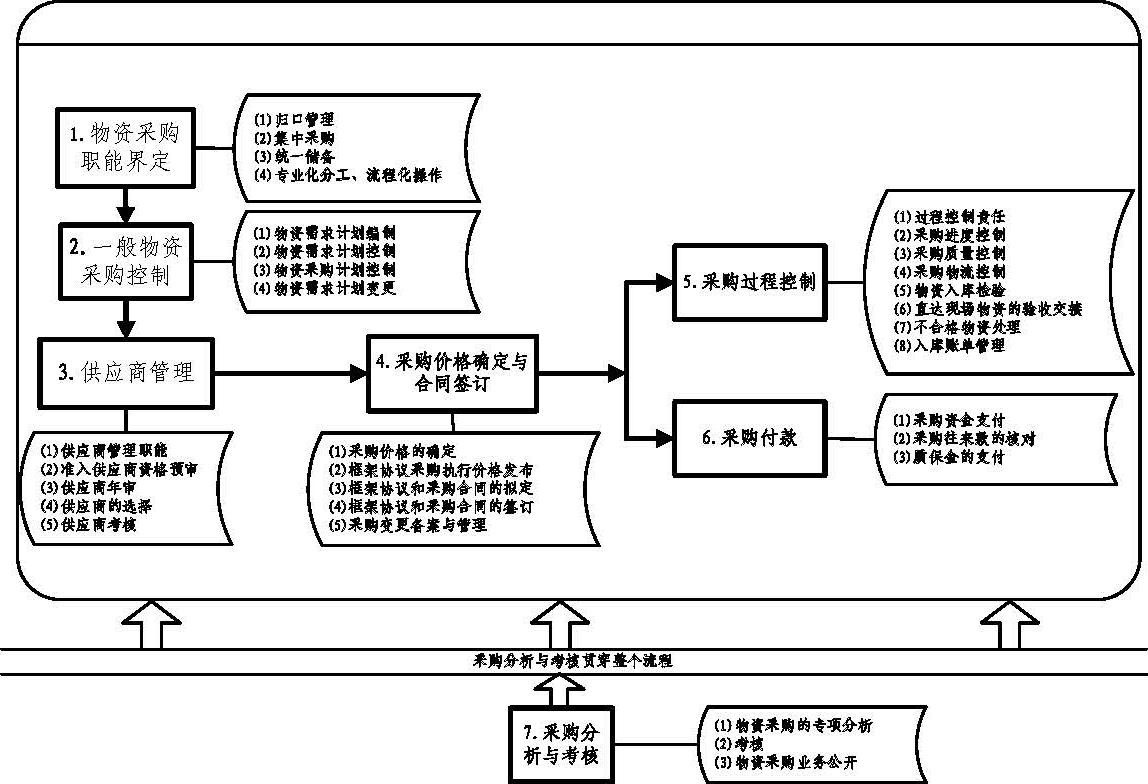 1. 物资采购
职能界定
(1) 归口管理
(2) 集中采购
(3) 统一储备
(4) 专业化分工、流程化操作
2. 一般物资
采购控制
(1) 物资需求计划编制
(2) 物资需求计划控制
(3) 物资采购计划控制
(4) 物资需求计划变更
3. 供应商管理
(1) 供应商管理职能
(2) 准入供应商资格预审
(3) 供应商年审
(4) 供应商的选择
(5) 供应商考核
4. 采购价格确定与
合同签订
(1) 采购价格的确定
(2) 框架协议采购执行价格发布
(3) 框架协议和采购合同的拟定
(4) 框架协议和采购合同的签订
(5) 采购变更备案与管理
5. 采购过程控制
(1) 过程控制责任
(2) 采购进度控制
(3) 采购质量控制
(4) 采购物流控制
(5) 物资入库检验
(6) 直达现场物资的验收交接
(7) 不合格物资处理
(8) 入库账单管理
6. 采购付款
(1) 采购资金支付
(2) 采购往来款的核对
(3) 质保金的支付
采购分析与考核贯穿整个流程
7. 采购分
析与考核
(1) 物资采购的专项分析
(2) 考核
(3) 物资采购业务公开